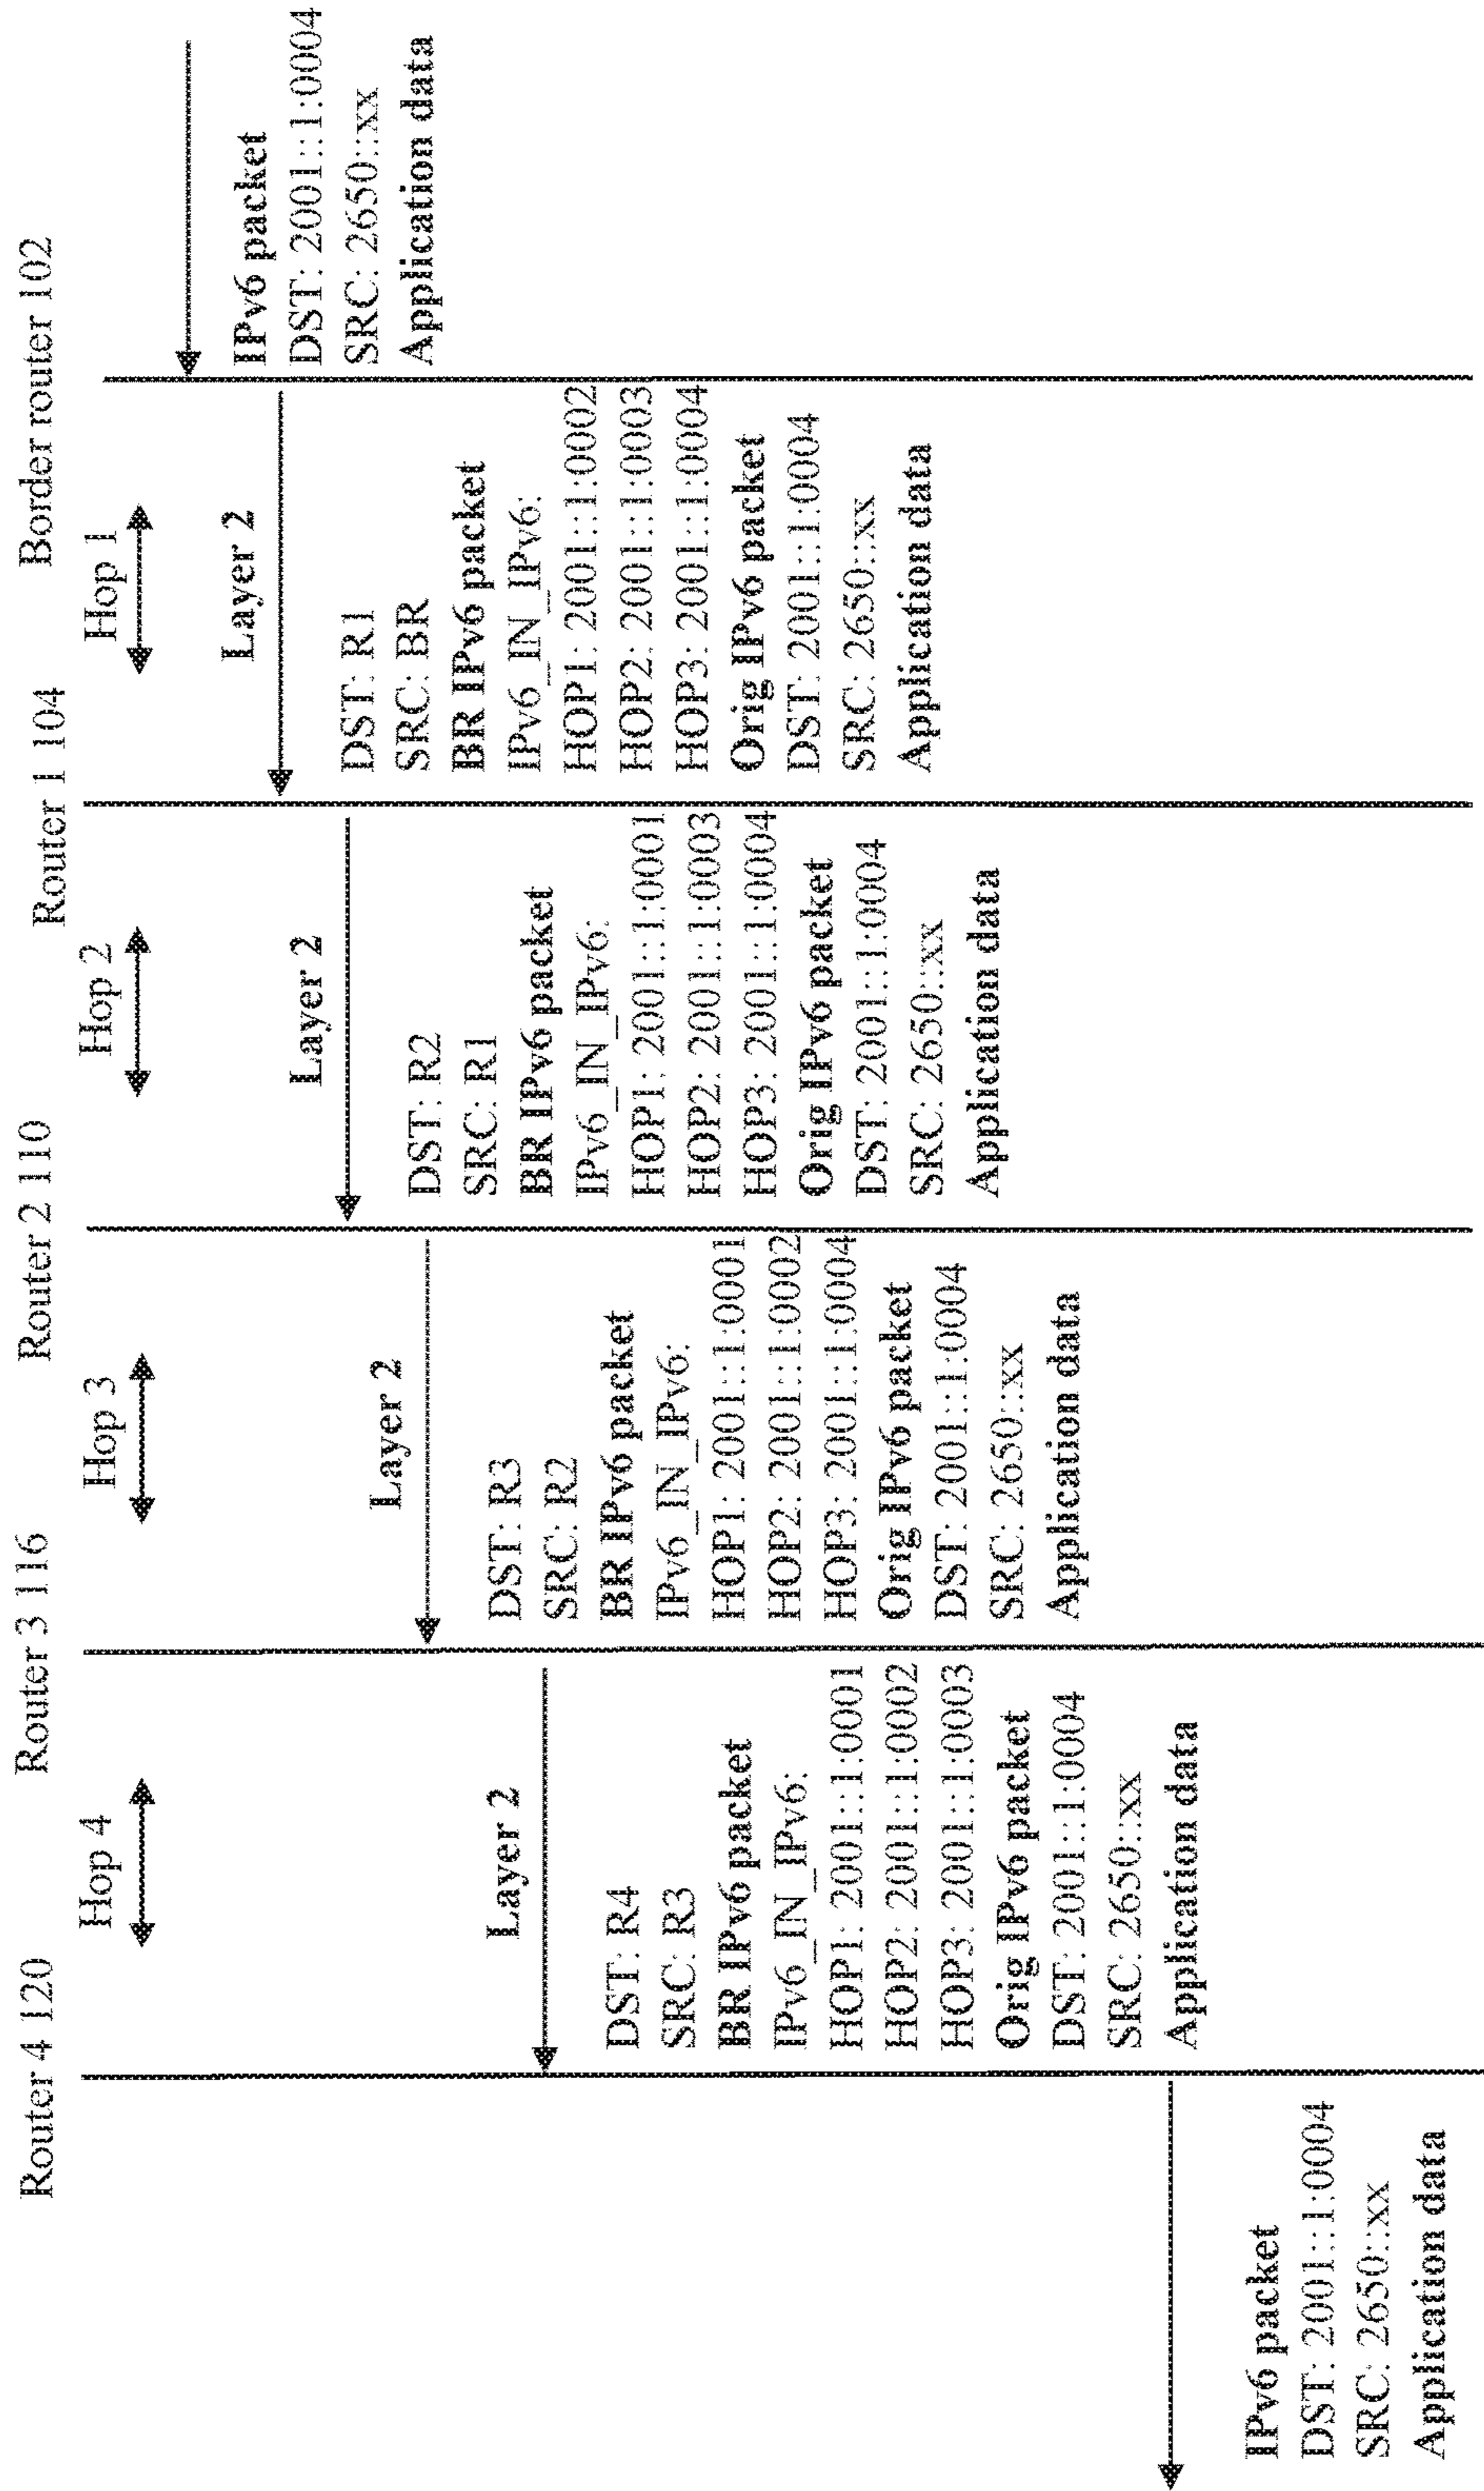 Router 4 120
Hop 4
Router 3 116
Hop 3
Router 2 110
Hop 2
Router 1 104
Hop 1
Border router 102
IPv6 packet
DST: 2001::1:0004
SRC: 2650::xx
Application data
Layer 2
DST: R1
SRC: BR
BR IPv6 packet
IPv6_IN_IPv6:
HOP1: 2001::1:0002
HOP2: 2001::1:0003
HOP3: 2001::1:0004
Orig IPv6 packet
DST: 2001::1:0004
SRC: 2650::xx
Application data
Layer 2
DST: R2
SRC: R1
BR IPv6 packet
IPv6_IN_IPv6:
HOP1: 2001::1:0001
HOP2: 2001::1:0003
HOP3: 2001::1:0004
Orig IPv6 packet
DST: 2001::1:0004
SRC: 2650::xx
Application data
Layer 2
DST: R3
SRC: R2
BR IPv6 packet
IPv6_IN_IPv6:
HOP1: 2001::1:0001
HOP2: 2001::1:0002
HOP3: 2001::1:0004
Orig IPv6 packet
DST: 2001::1:0004
SRC: 2650::xx
Application data
Layer 2
DST: R4
SRC: R3
BR IPv6 packet
IPv6_IN_IPv6:
HOP1: 2001::1:0001
HOP2: 2001::1:0002
HOP3: 2001::1:0003
Orig IPv6 packet
DST: 2001::1:0004
SRC: 2650::xx
Application data
IPv6 packet
DST: 2001::1:0004
SRC: 2650::xx
Application data